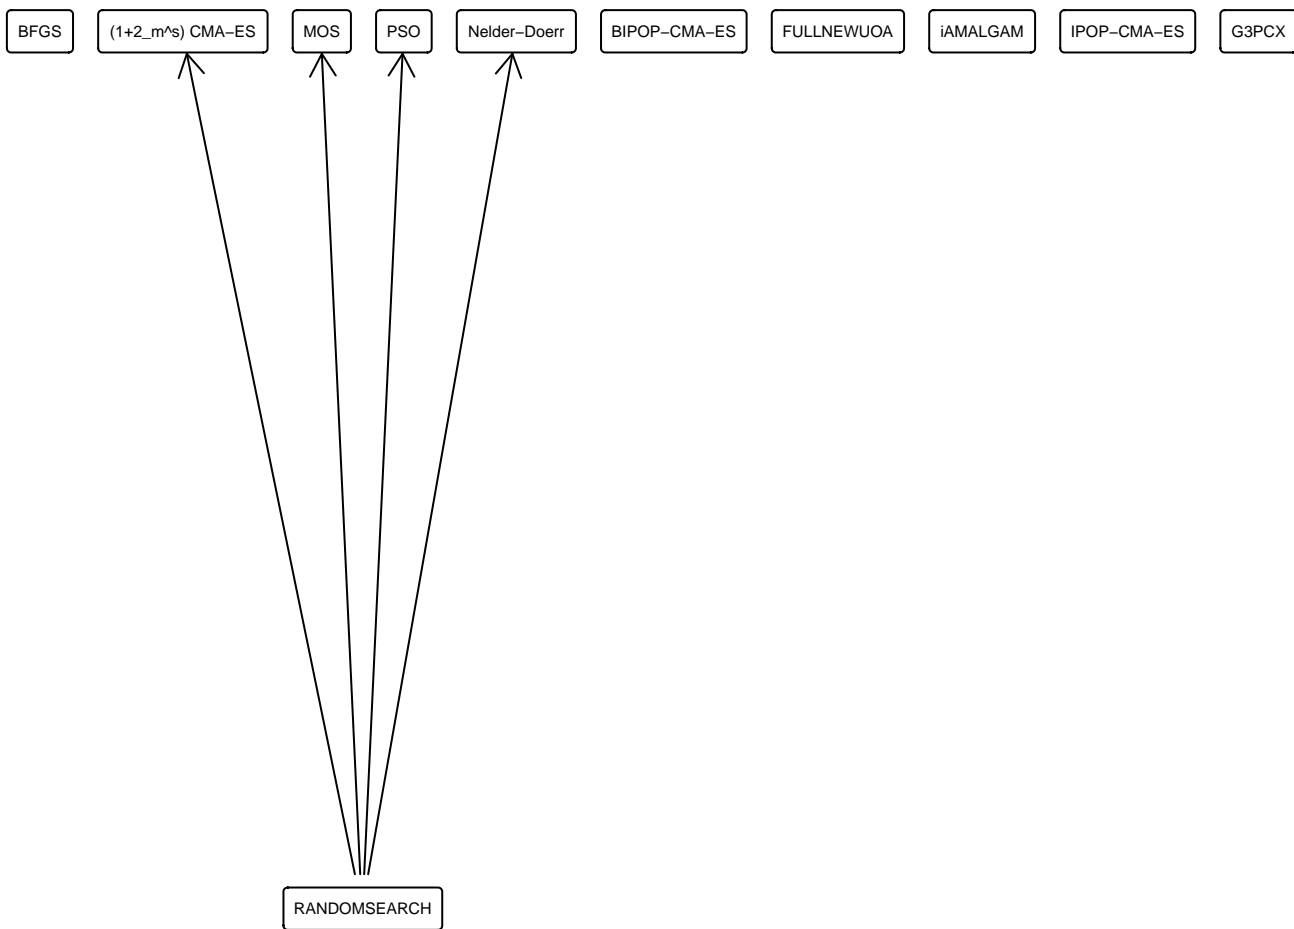 BFGS
(1+2_m^s) CMA−ES
MOS
PSO
Nelder−Doerr
BIPOP−CMA−ES
FULLNEWUOA
iAMALGAM
IPOP−CMA−ES
G3PCX
RANDOMSEARCH